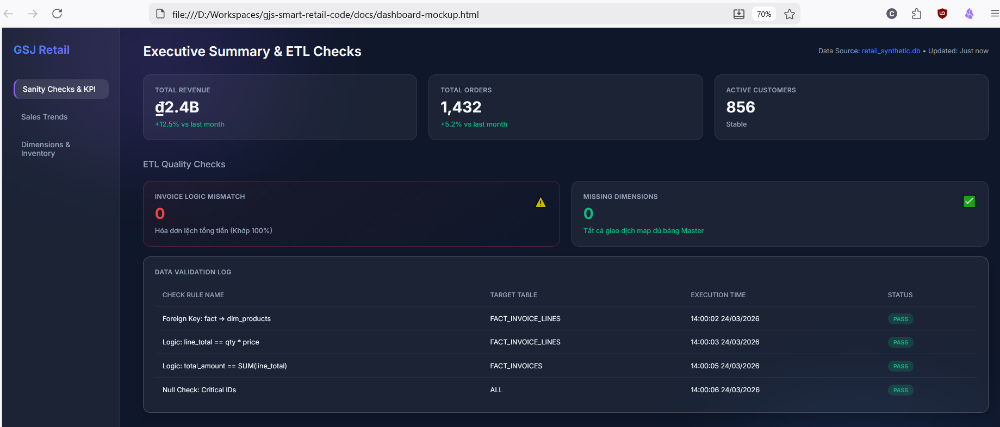 file:///D:/Workspaces/gjs-smart-retail-code/docs/dashboard-mockup.html
70%
C
GSJ Retail
Sanity Checks & KPI
Sales Trends
Dimensions &
Inventory
Executive Summary & ETL Checks
Data Source: retail_synthetic.db • Updated: Just now
TOTAL REVENUE
₫2.4B
+12.5% vs last month
TOTAL ORDERS
1,432
+5.2% vs last month
ACTIVE CUSTOMERS
856
Stable
ETL Quality Checks
INVOICE LOGIC MISMATCH
0
Hóa đơn lệch tổng tiền (Khớp 100%)
MISSING DIMENSIONS
0
Tất cả giao dịch map đủ bảng Master
DATA VALIDATION LOG
CHECK RULE NAME TARGET TABLE EXECUTION TIME STATUS
Foreign Key: fact → dim_products FACT_INVOICE_LINES 14:00:02 24/03/2026 PASS
Logic: line_total == qty * price FACT_INVOICE_LINES 14:00:03 24/03/2026 PASS
Logic: total_amount == SUM(line_total) FACT_INVOICES 14:00:05 24/03/2026 PASS
Null Check: Critical IDs ALL 14:00:06 24/03/2026 PASS